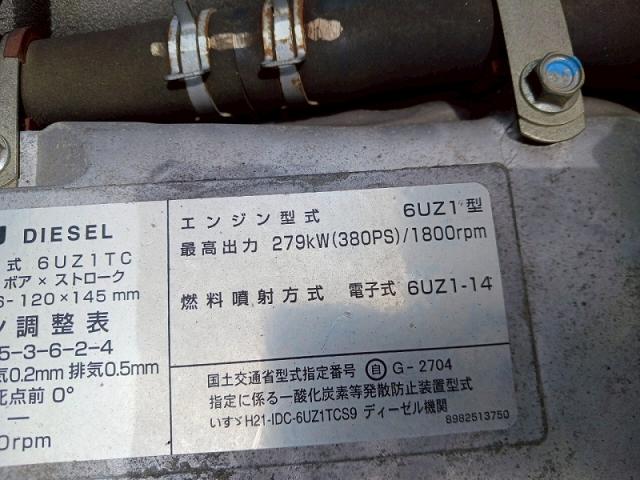 DIESEL
式 6UZ1TC
ボア × ストローク
6-120×145 mm
調整表
5-3-6-2-4
0.2mm 排気0.5mm
死点前 0°
0rpm
エンジン型式 6UZ1型
最高出力 279kW(380PS)/1800rpm
燃料噴射方式 電子式 6UZ1-14
国土交通省型式指定番号 自 G-2704
指定に係る一酸化炭素等発散防止装置型式
いすゞH21-IDC-6UZ1TCS9 ディーゼル機関
8982513750